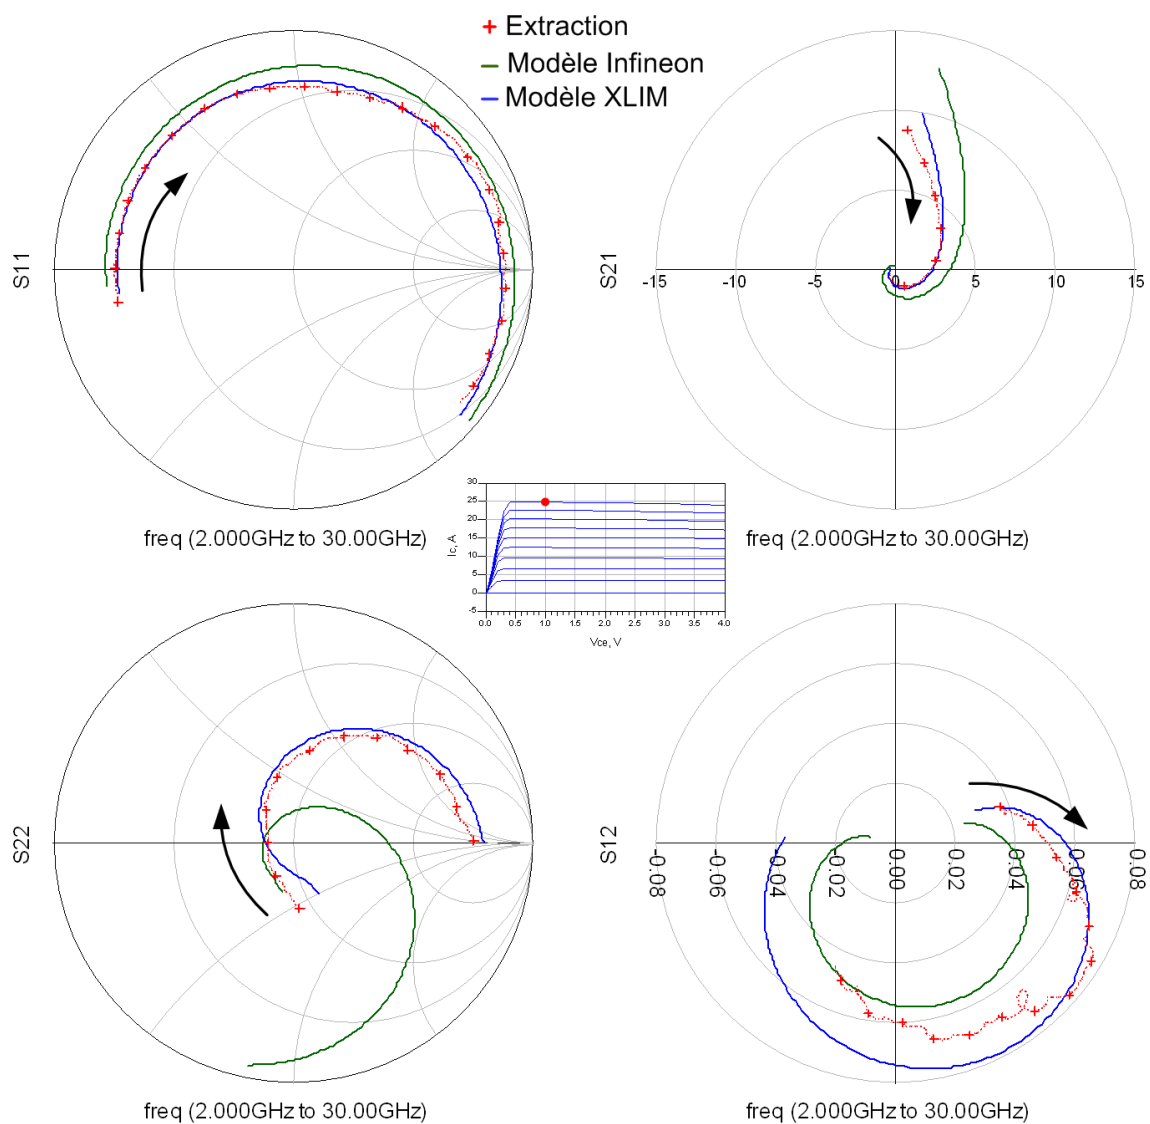 Extraction
Modèle Infineon
Modèle XLIM
S11
freq (2.000GHz to 30.00GHz)
S21
-15
-10
-5
0
5
10
15
freq (2.000GHz to 30.00GHz)
Ic, A
30
25
20
15
10
5
0
-5
0.0
0.5
1.0
1.5
2.0
2.5
3.0
3.5
4.0
Vce, V
S22
freq (2.000GHz to 30.00GHz)
S12
0.08
0.06
0.04
0.02
0.00
0.02
0.04
0.06
0.08
freq (2.000GHz to 30.00GHz)